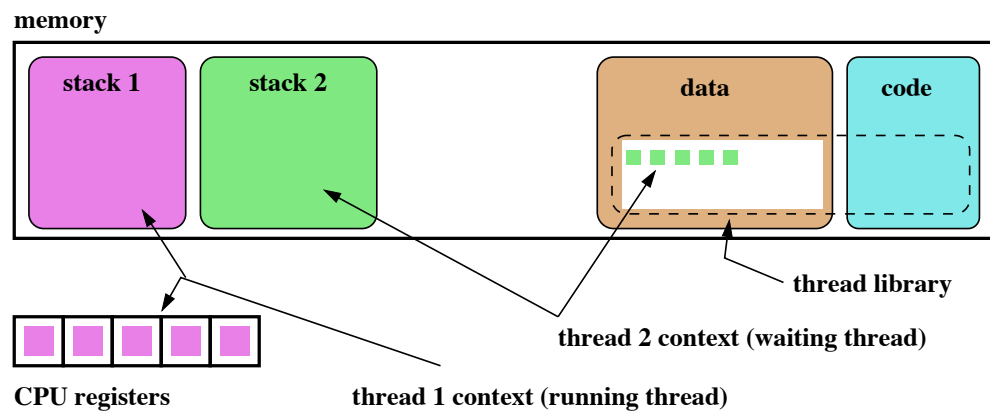 memory
stack 1
stack 2
data
code
thread library
thread 2 context (waiting thread)
CPU registers
thread 1 context (running thread)